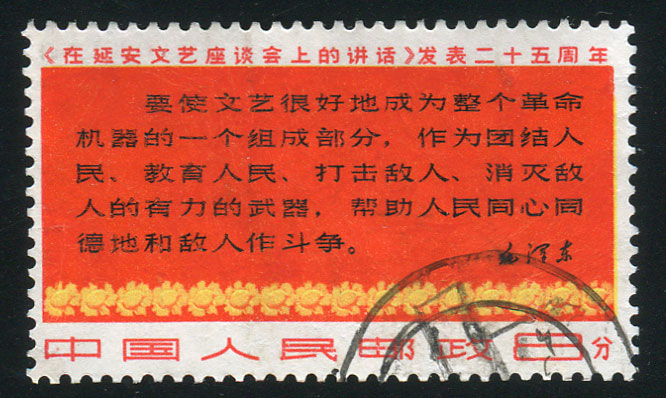 《在延安文艺座谈会上的讲话》发表二十五周年
要使文艺很好地成为整个革命
机器的一个组成部分，作为团结人
民、教育人民、打击敌人、消灭敌
人的有力的武器，帮助人民同心同
德地和敌人作斗争。
毛泽东
中国人民邮政 8 分